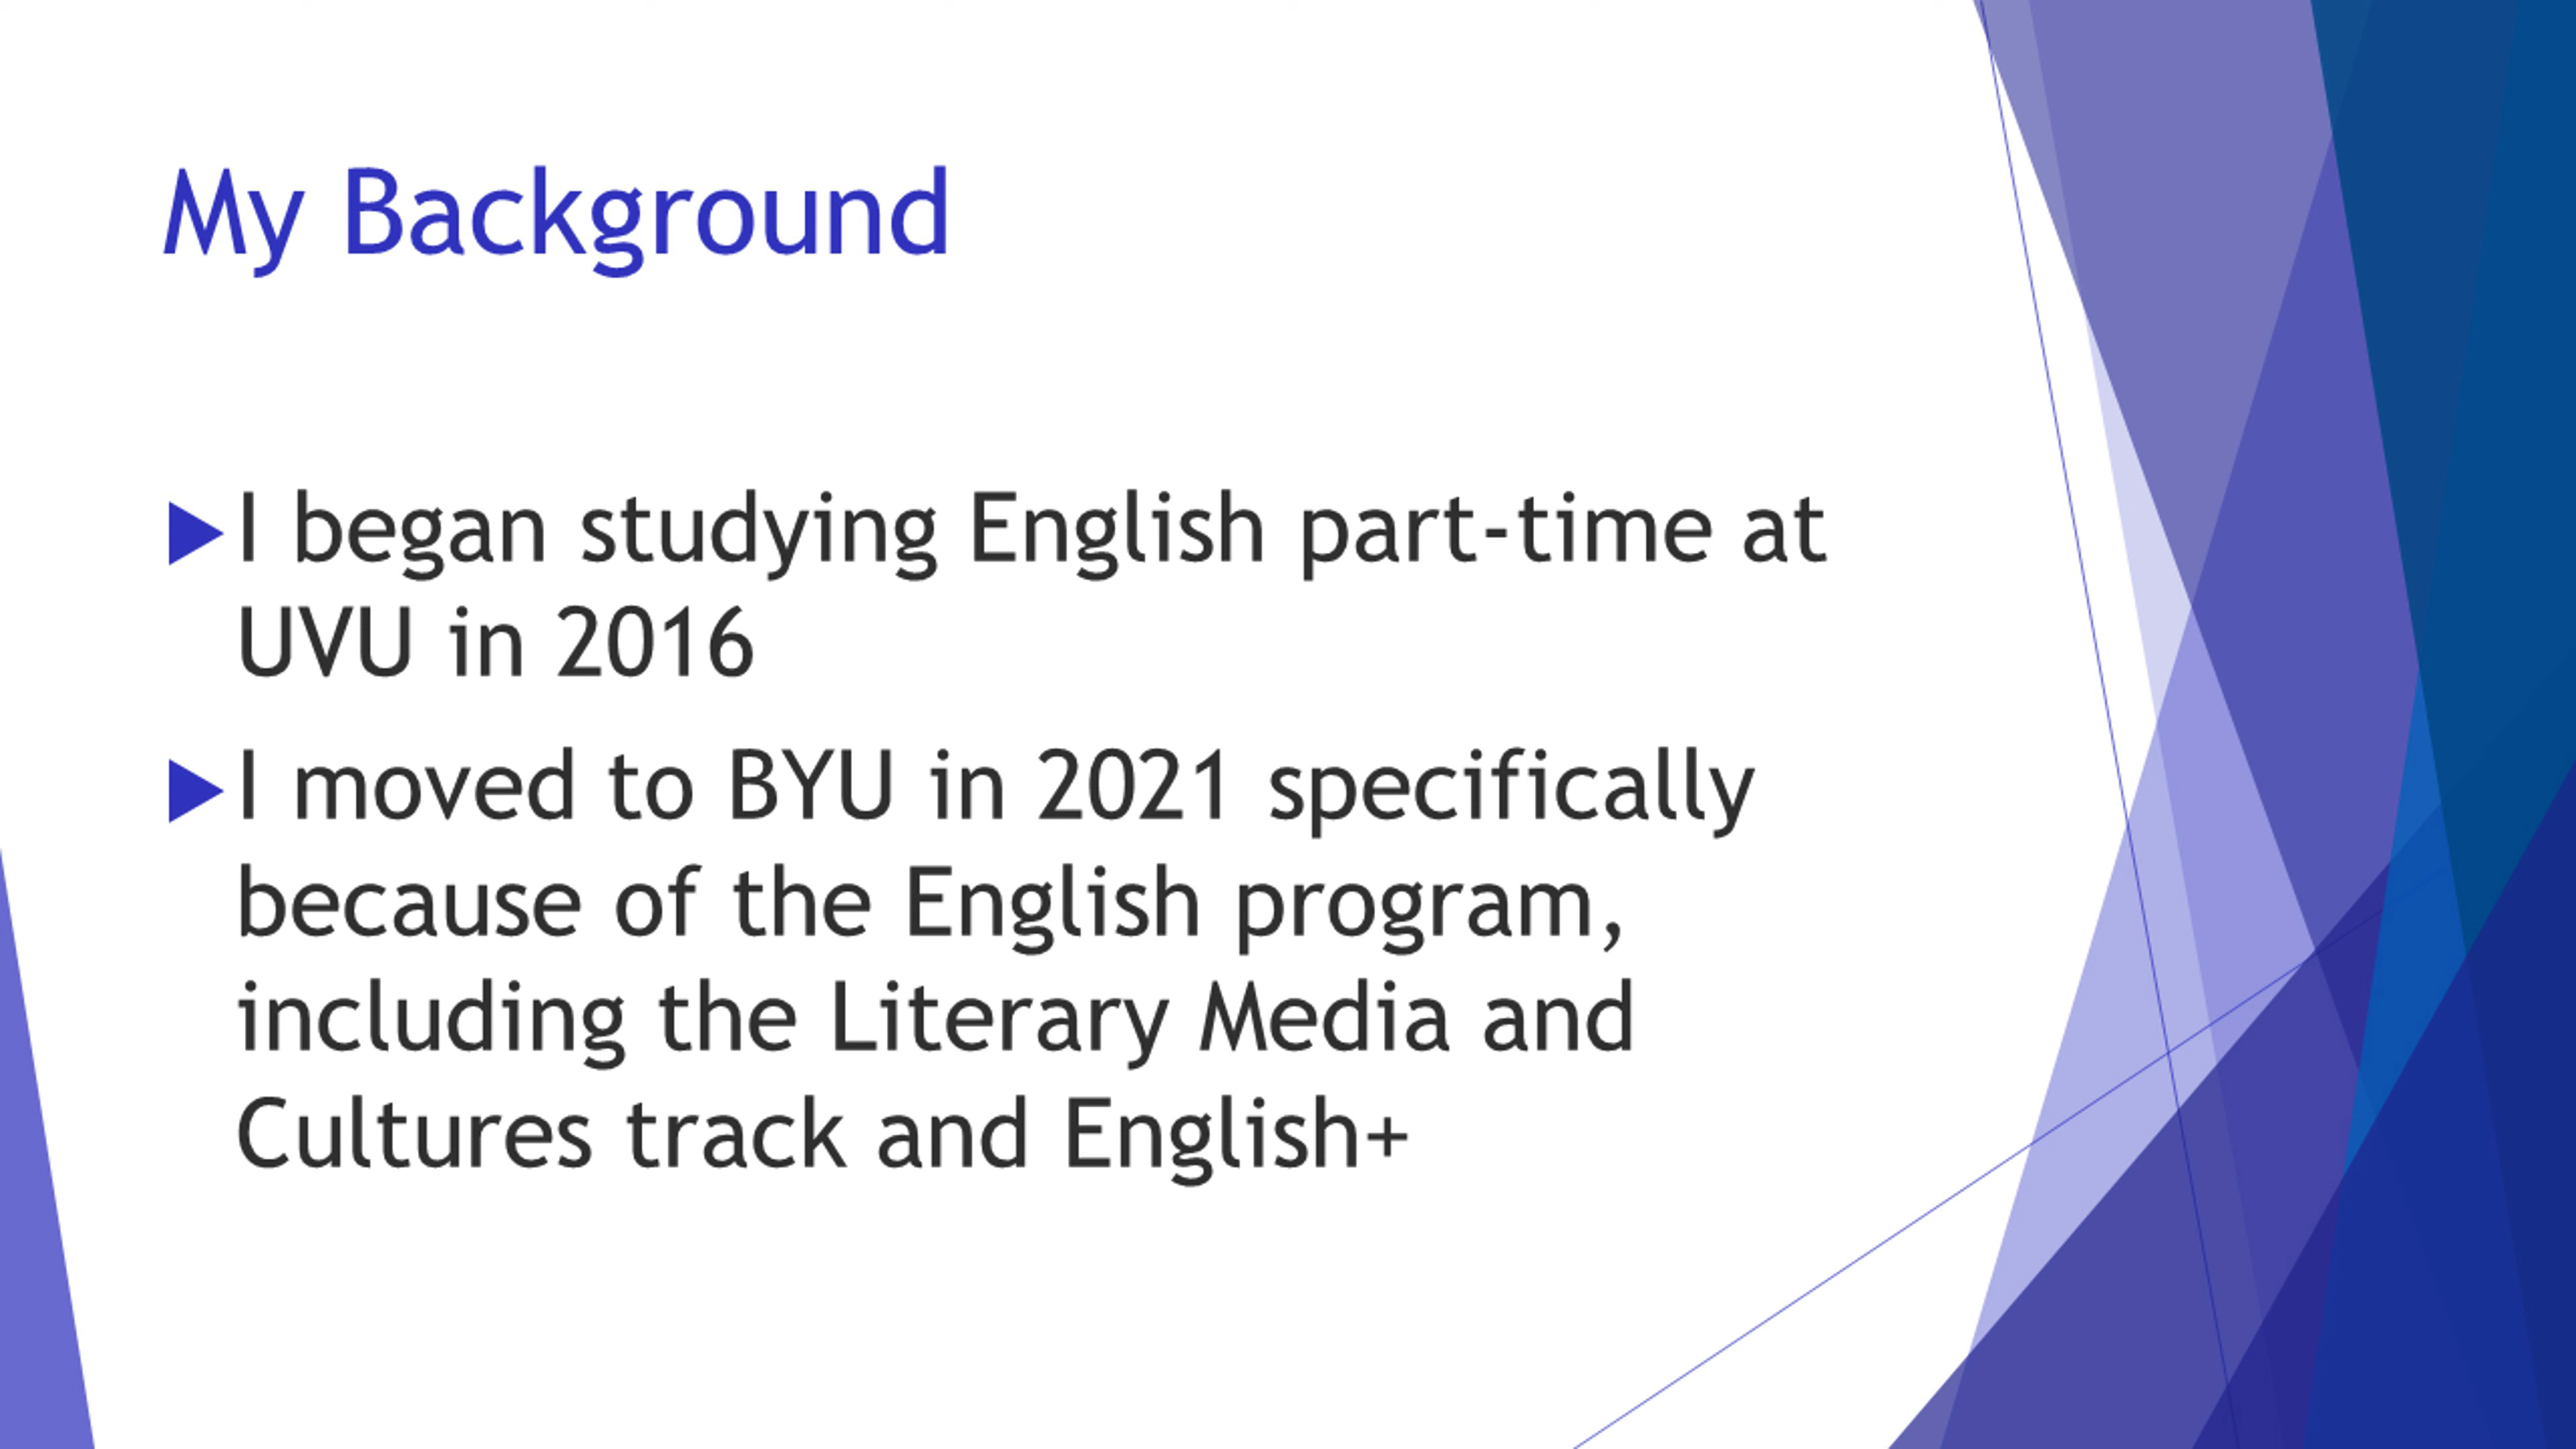 My Background
I began studying English part-time at
UVU in 2016
I moved to BYU in 2021 specifically
because of the English program,
including the Literary Media and
Cultures track and English+